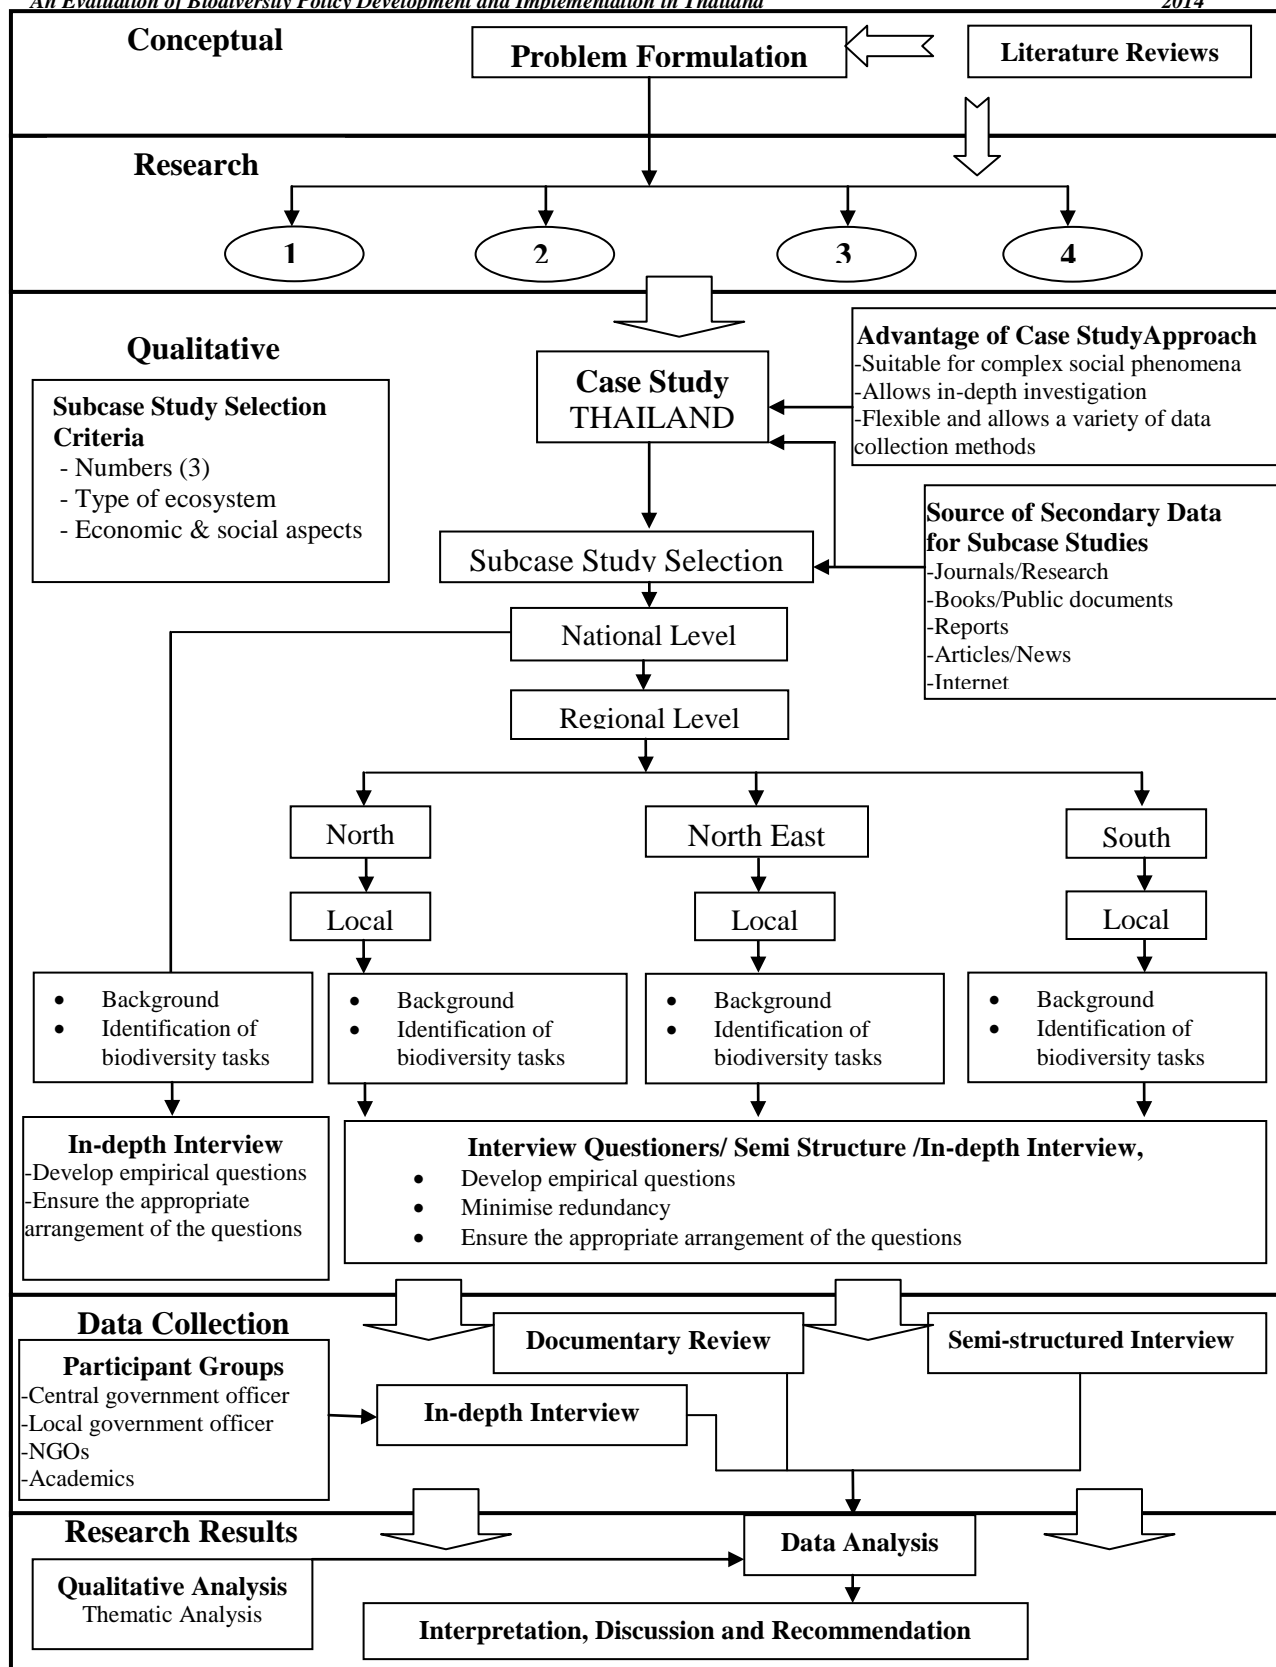 An Evaluation of Biodiversity Policy Development and Implementation in Thailand 2014
Conceptual
Problem Formulation
Literature Reviews
Research
1
2
3
4
Qualitative
Subcase Study Selection
Criteria
- Numbers (3)
- Type of ecosystem
- Economic & social aspects
Case Study
THAILAND
Advantage of Case StudyApproach
-Suitable for complex social phenomena
-Allows in-depth investigation
-Flexible and allows a variety of data
collection methods
Subcase Study Selection
Source of Secondary Data
for Subcase Studies
-Journals/Research
-Books/Public documents
-Reports
-Articles/News
-Internet
National Level
Regional Level
North
North East
South
Local
Local
Local
• Background
• Identification of
biodiversity tasks
• Background
• Identification of
biodiversity tasks
• Background
• Identification of
biodiversity tasks
• Background
• Identification of
biodiversity tasks
In-depth Interview
-Develop empirical questions
-Ensure the appropriate
arrangement of the questions
Interview Questioners/ Semi Structure /In-depth Interview,
• Develop empirical questions
• Minimise redundancy
• Ensure the appropriate arrangement of the questions
Data Collection
Participant Groups
-Central government officer
-Local government officer
-NGOs
-Academics
Documentary Review
Semi-structured Interview
In-depth Interview
Research Results
Qualitative Analysis
Thematic Analysis
Data Analysis
Interpretation, Discussion and Recommendation